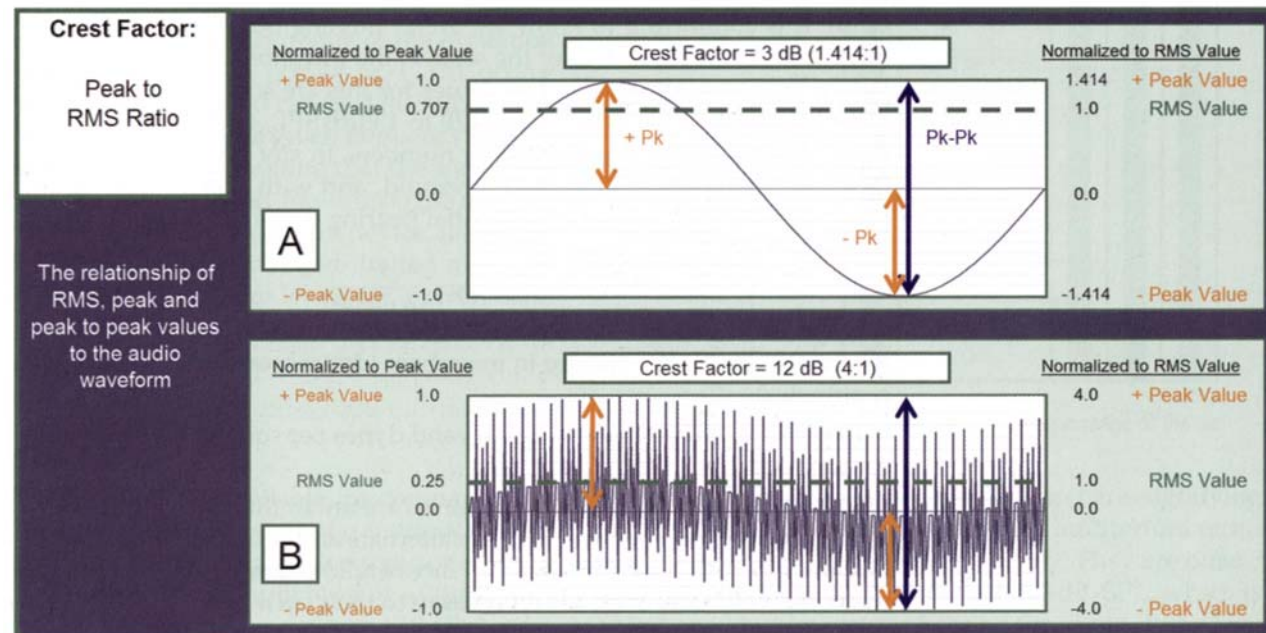 Crest Factor:
Peak to
RMS Ratio
The relationship of
RMS, peak and
peak to peak values
to the audio
waveform
Normalized to Peak Value
Crest Factor = 3 dB (1.414:1)
Normalized to RMS Value
+ Peak Value 1.0
1.414 + Peak Value
RMS Value 0.707
1.0 RMS Value
+ Pk
Pk-Pk
0.0
0.0
A
- Pk
- Peak Value -1.0
-1.414 - Peak Value
Normalized to Peak Value
Crest Factor = 12 dB (4:1)
Normalized to RMS Value
+ Peak Value 1.0
4.0 + Peak Value
RMS Value 0.25
1.0 RMS Value
0.0
0.0
B
- Peak Value -1.0
-4.0 - Peak Value